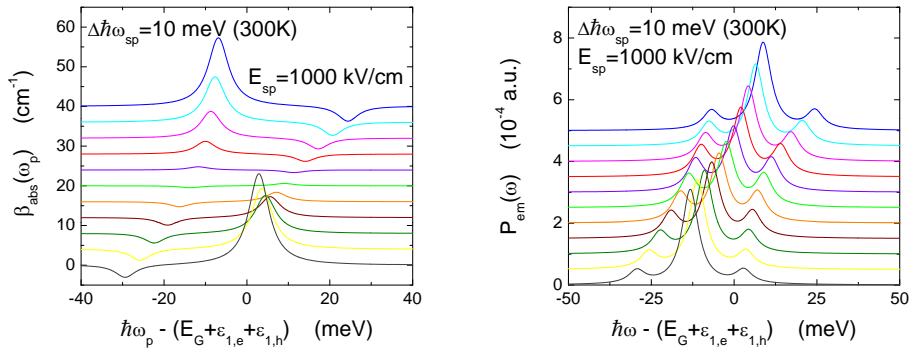 Δħω_sp=10 meV (300K)
E_sp=1000 kV/cm
β_abs(ω_p) (cm⁻¹)
60
50
40
30
20
10
0
-40 -20 0 20 40
ħω_p - (E_G+ε_1,e+ε_1,h) (meV)
Δħω_sp=10 meV (300K)
E_sp=1000 kV/cm
P_em(ω) (10⁻⁴ a.u.)
8
6
4
2
0
-50 -25 0 25 50
ħω - (E_G+ε_1,e+ε_1,h) (meV)